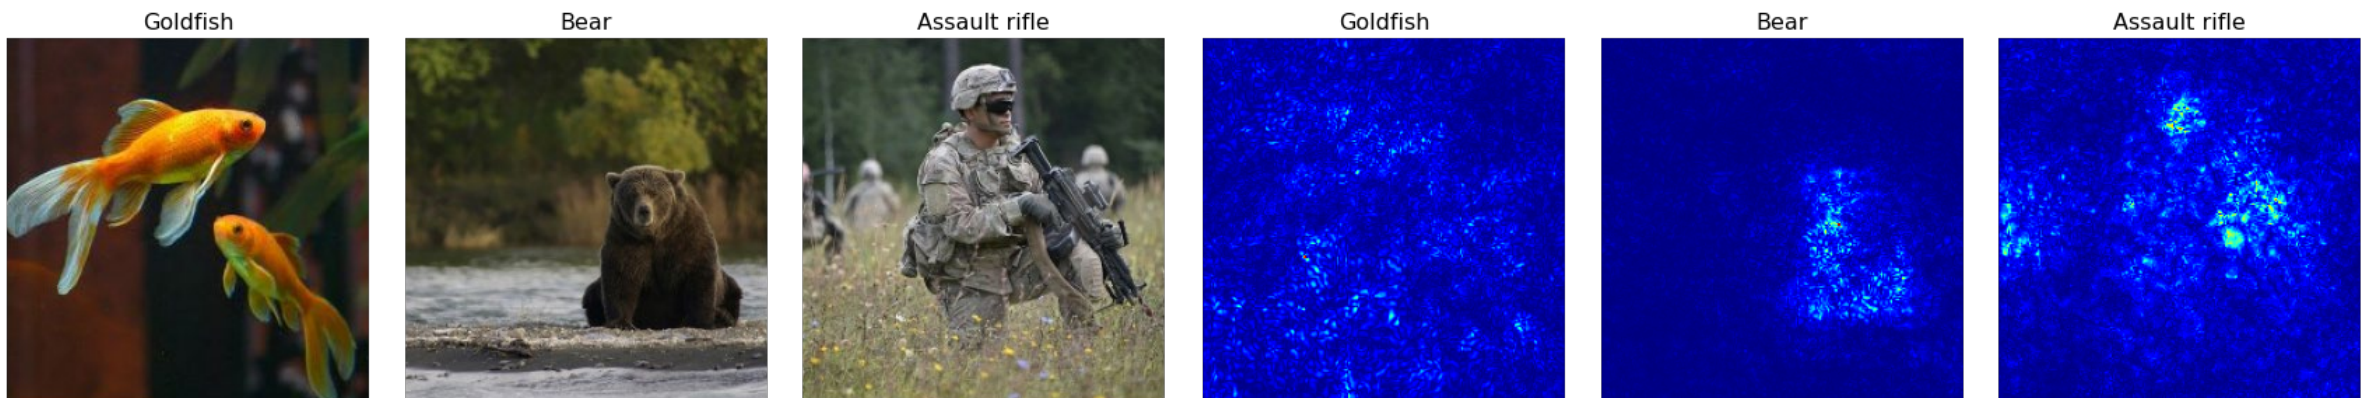 Goldfish
Bear
Assault rifle
Goldfish
Bear
Assault rifle